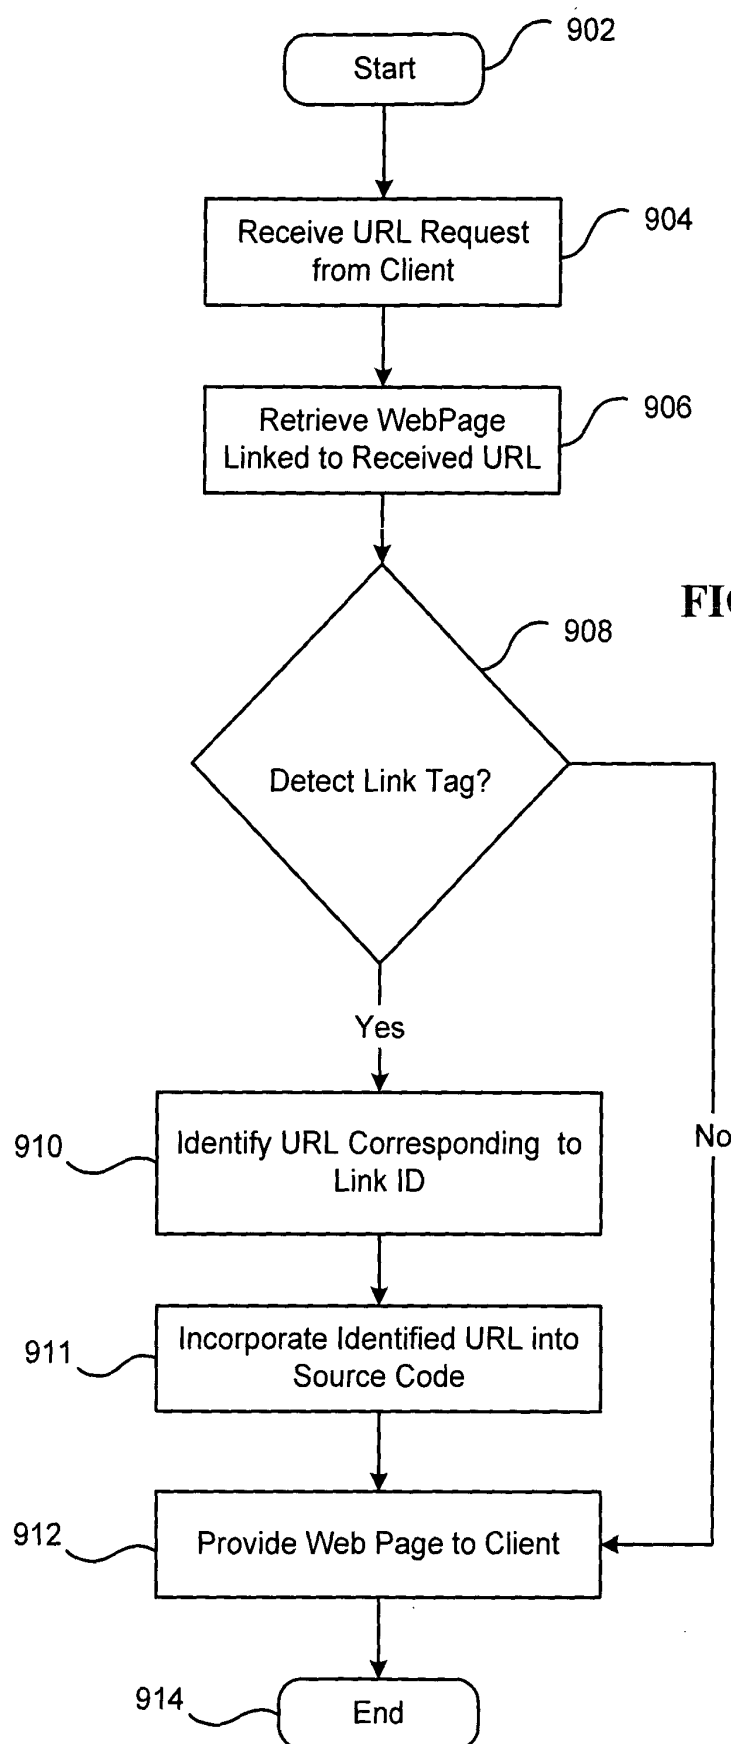 Start
902
Receive URL Request
from Client
904
Retrieve WebPage
Linked to Received URL
906
908
Detect Link Tag?
Yes
No
910
Identify URL Corresponding to
Link ID
911
Incorporate Identified URL into
Source Code
912
Provide Web Page to Client
914
End